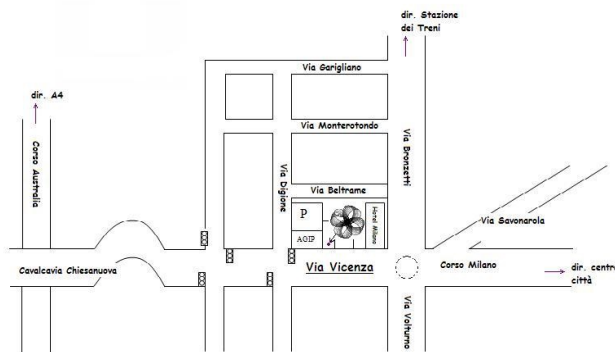 dir. Stazione
dei Treni
Via Garigliano
dir. A4
Corso Australia
Via Monterotondo
Via Bronzetti
Via Digione
Via Beltrame
P
Hotel Milano
AGIP
Via Savonarola
Cavalcavia Chiesanuova
Via Vicenza
Corso Milano
dir. centro
città
Via Volturno